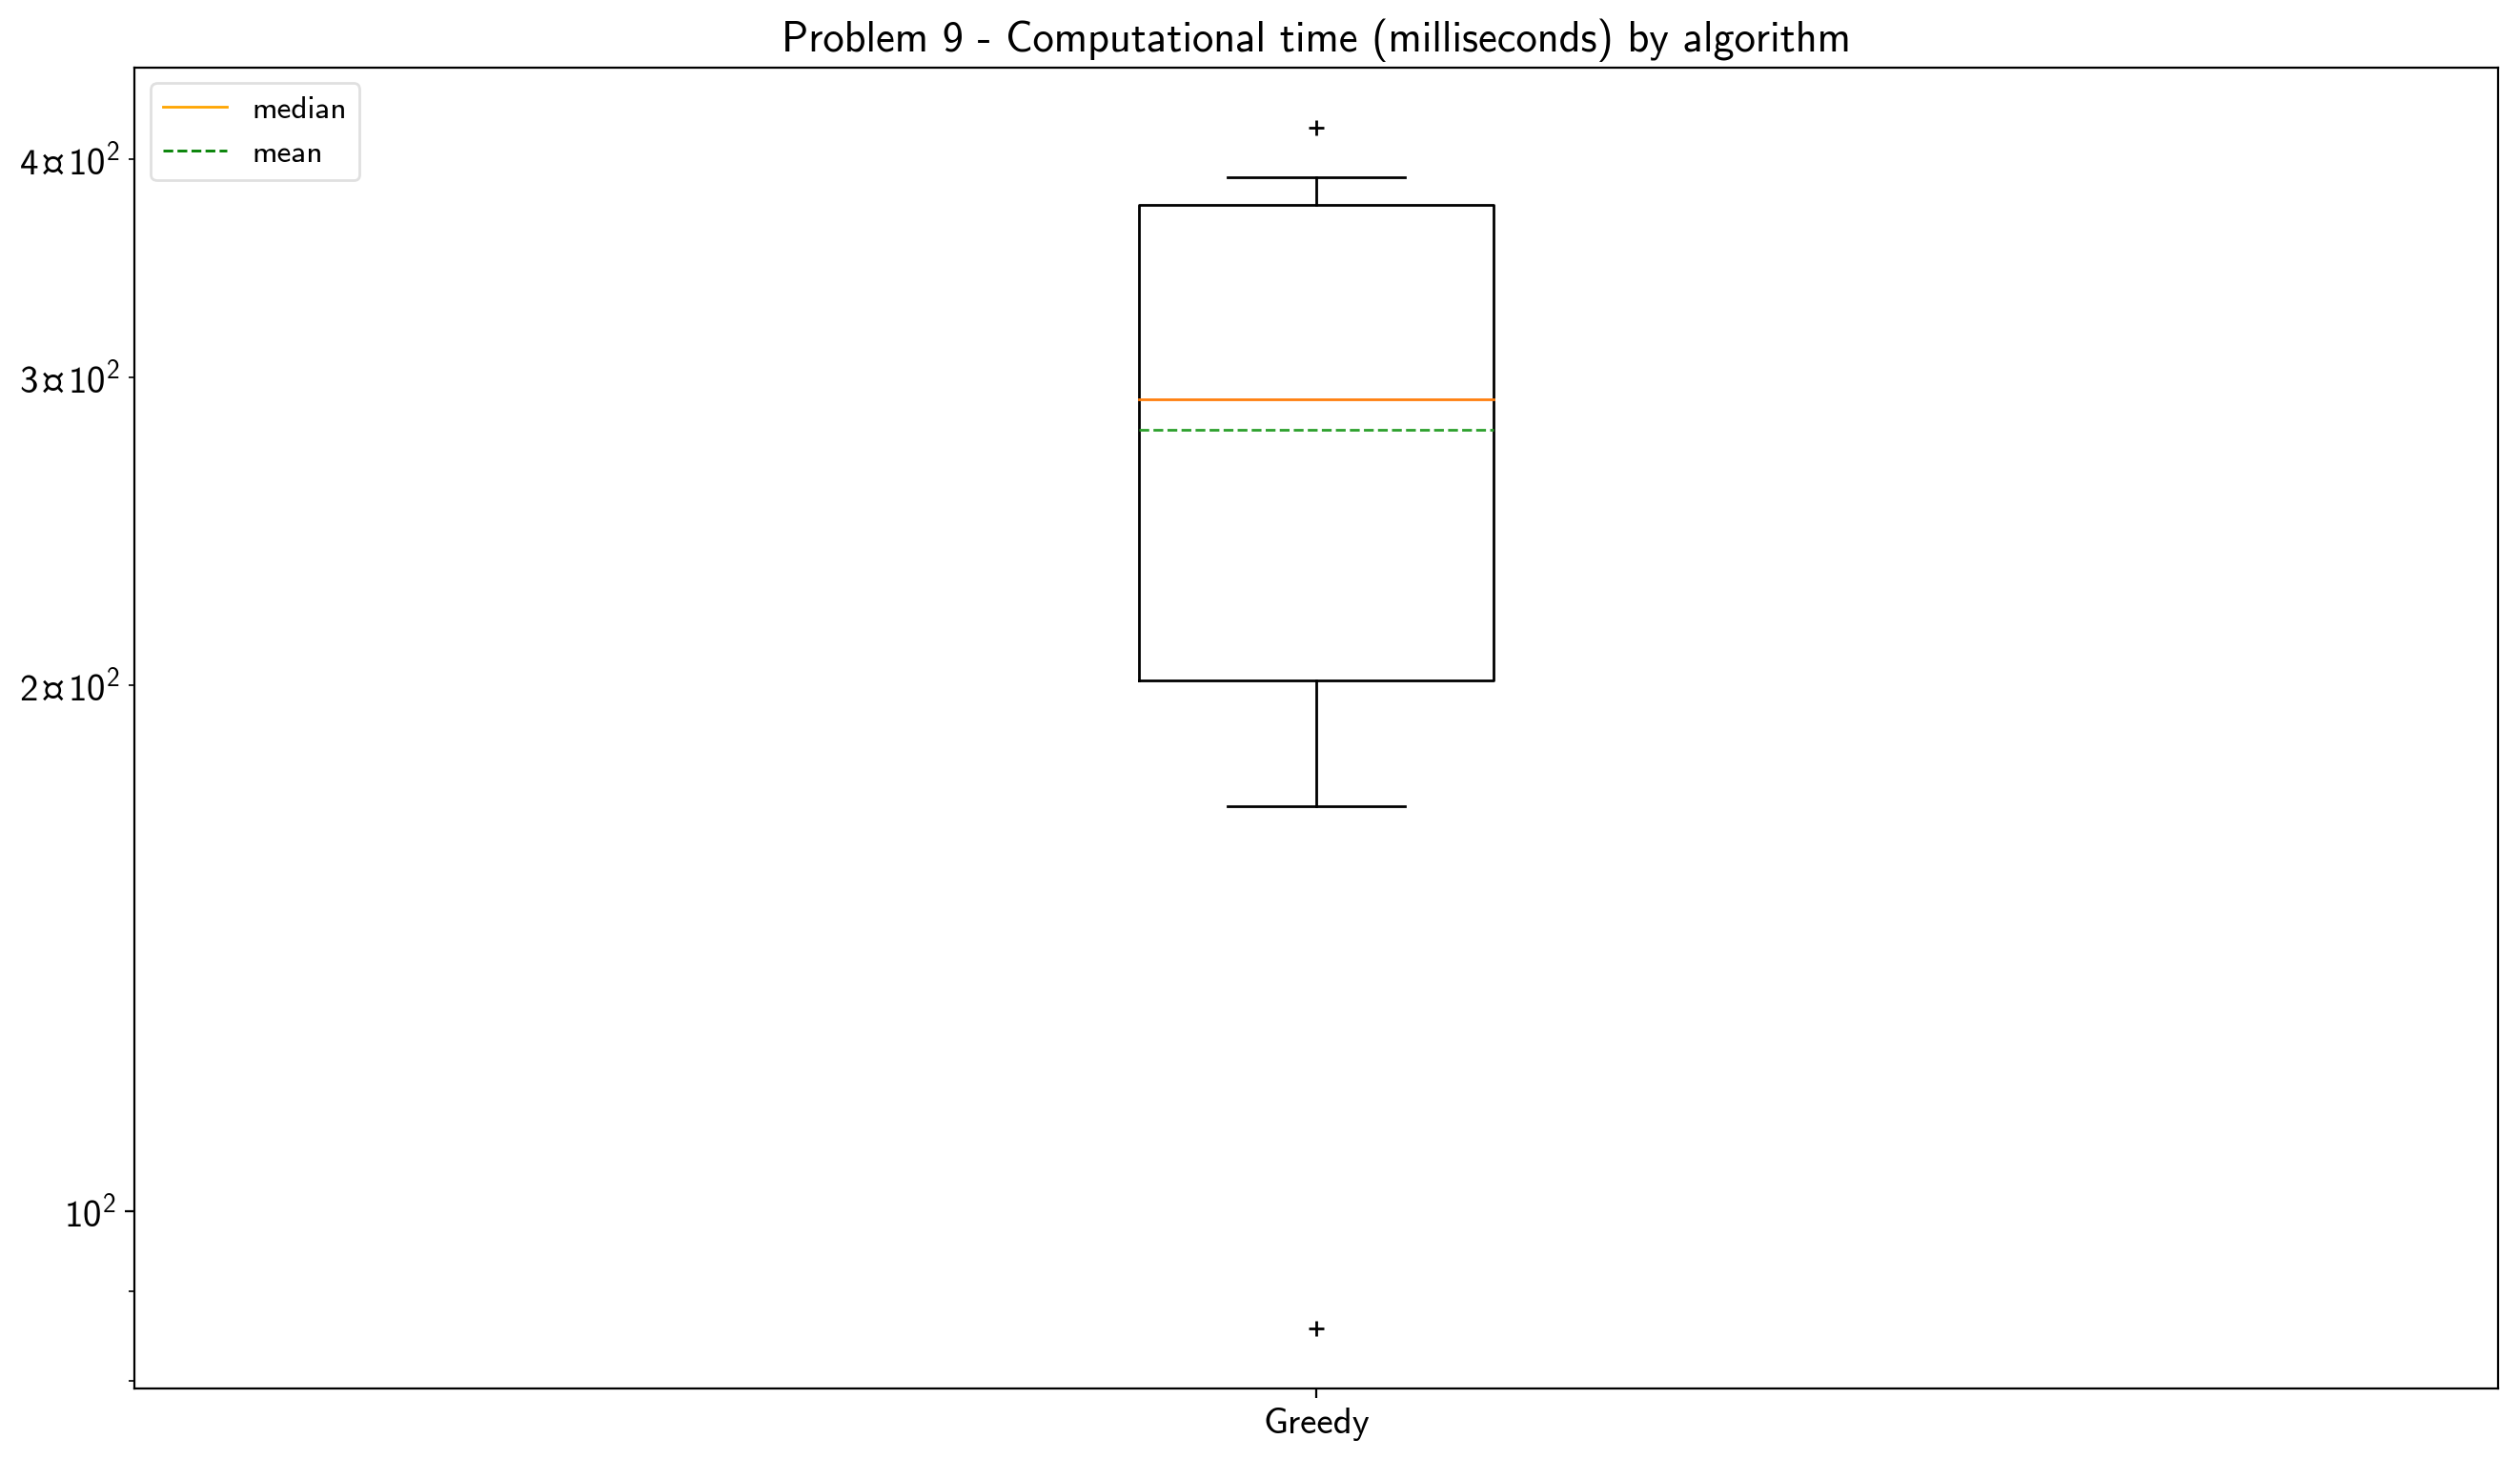 Problem 9 - Computational time (milliseconds) by algorithm
median
mean
4¤10²
3¤10²
2¤10²
10²
Greedy